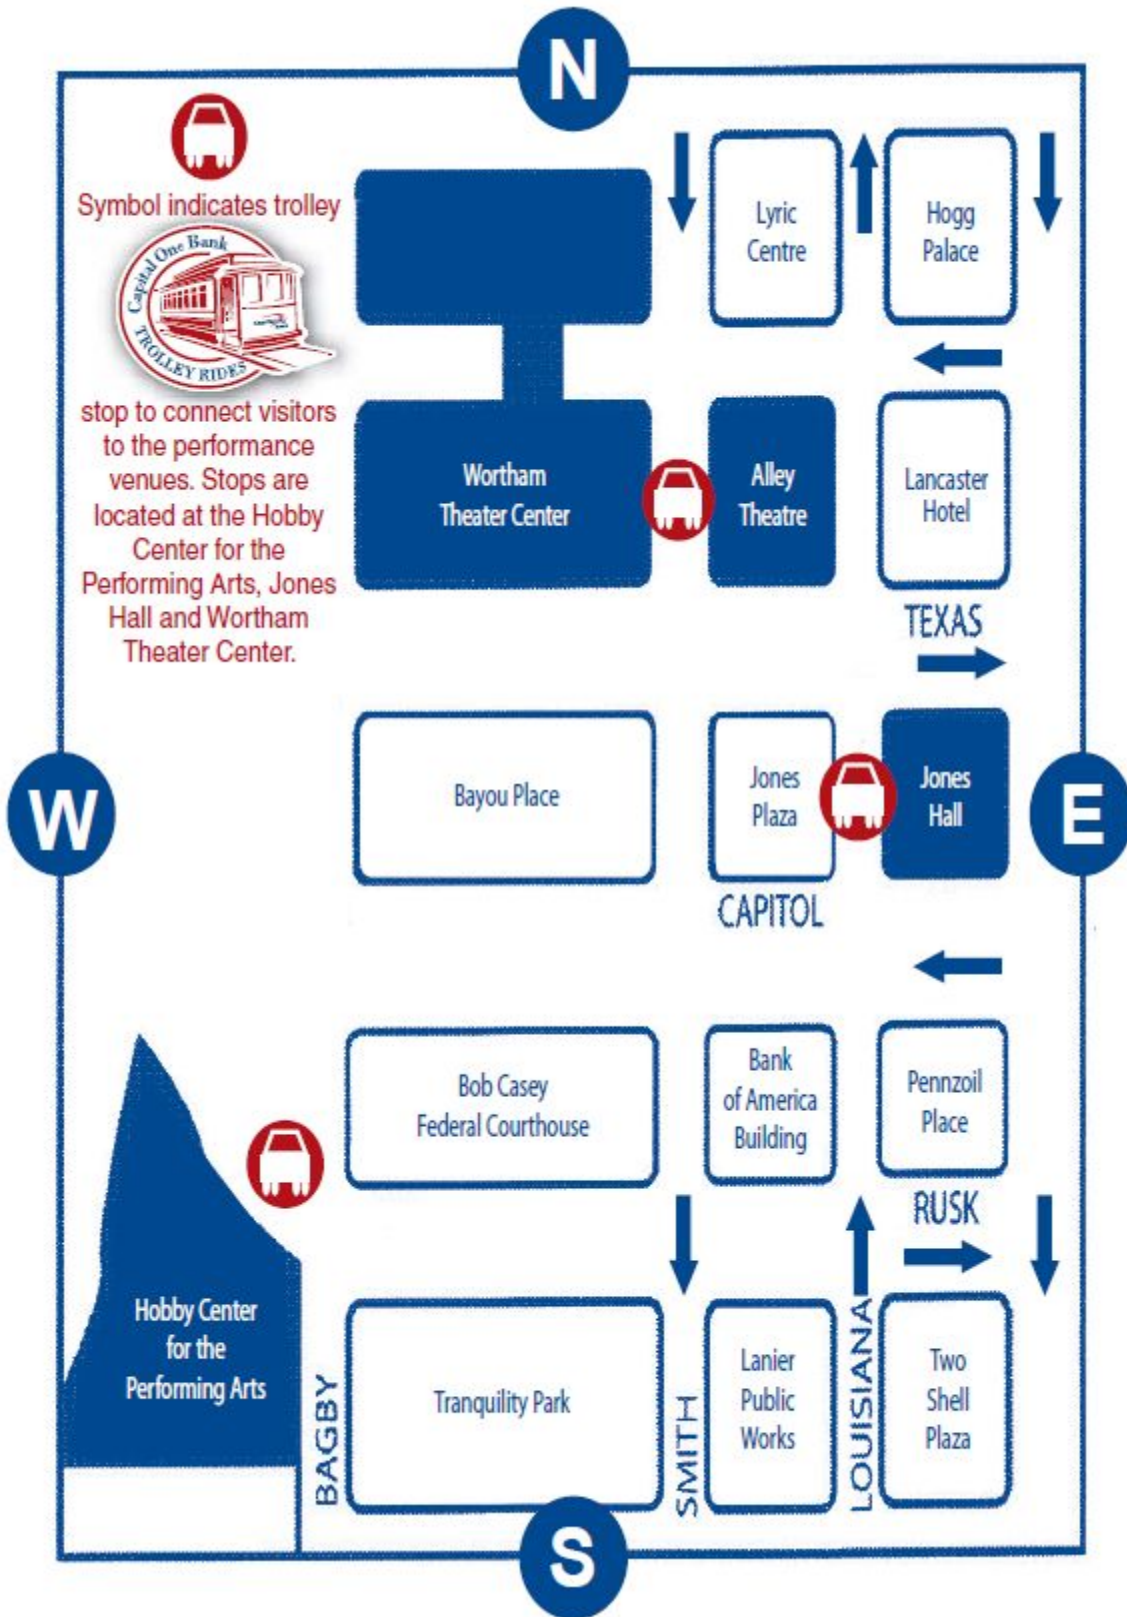 N
Symbol indicates trolley
Capital One Bank
TROLLEY RIDES
stop to connect visitors
to the performance
venues. Stops are
located at the Hobby
Center for the
Performing Arts, Jones
Hall and Wortham
Theater Center.
Lyric
Centre
Hogg
Palace
Wortham
Theater Center
Alley
Theatre
Lancaster
Hotel
TEXAS
W
Bayou Place
Jones
Plaza
Jones
Hall
E
CAPITOL
Bob Casey
Federal Courthouse
Bank
of America
Building
Pennzoil
Place
RUSK
Hobby Center
for the
Performing Arts
BAGBY
Tranquility Park
SMITH
Lanier
Public
Works
LOUISIANA
Two
Shell
Plaza
S